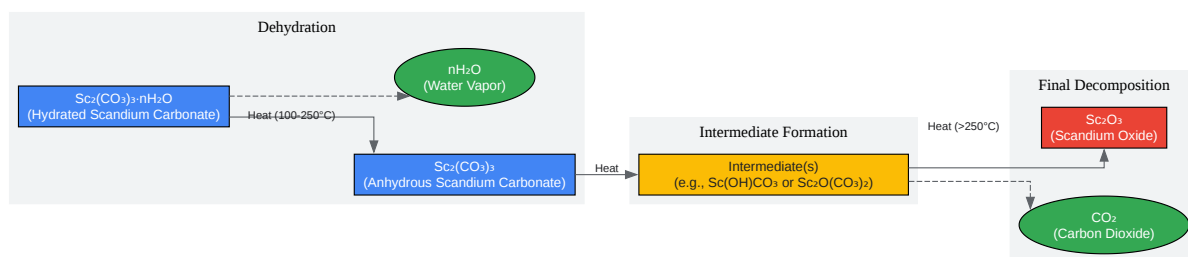 Dehydration
nH₂O
(Water Vapor)
Sc₂(CO₃)₃·nH₂O
(Hydrated Scandium Carbonate)
Heat (100-250°C)
Sc₂(CO₃)₃
(Anhydrous Scandium Carbonate)
Heat
Intermediate Formation
Intermediate(s)
(e.g., Sc(OH)CO₃ or Sc₂O(CO₃)₂)
Heat (>250°C)
Final Decomposition
Sc₂O₃
(Scandium Oxide)
CO₂
(Carbon Dioxide)